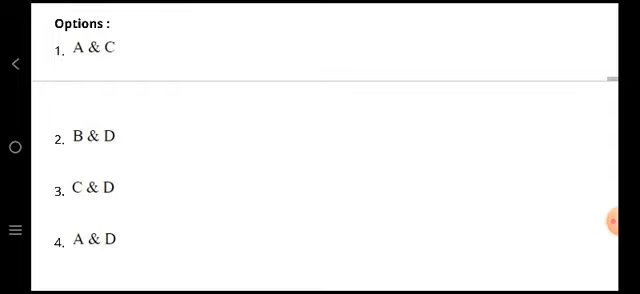 Options :
1. A & C
2. B & D
3. C & D
4. A & D